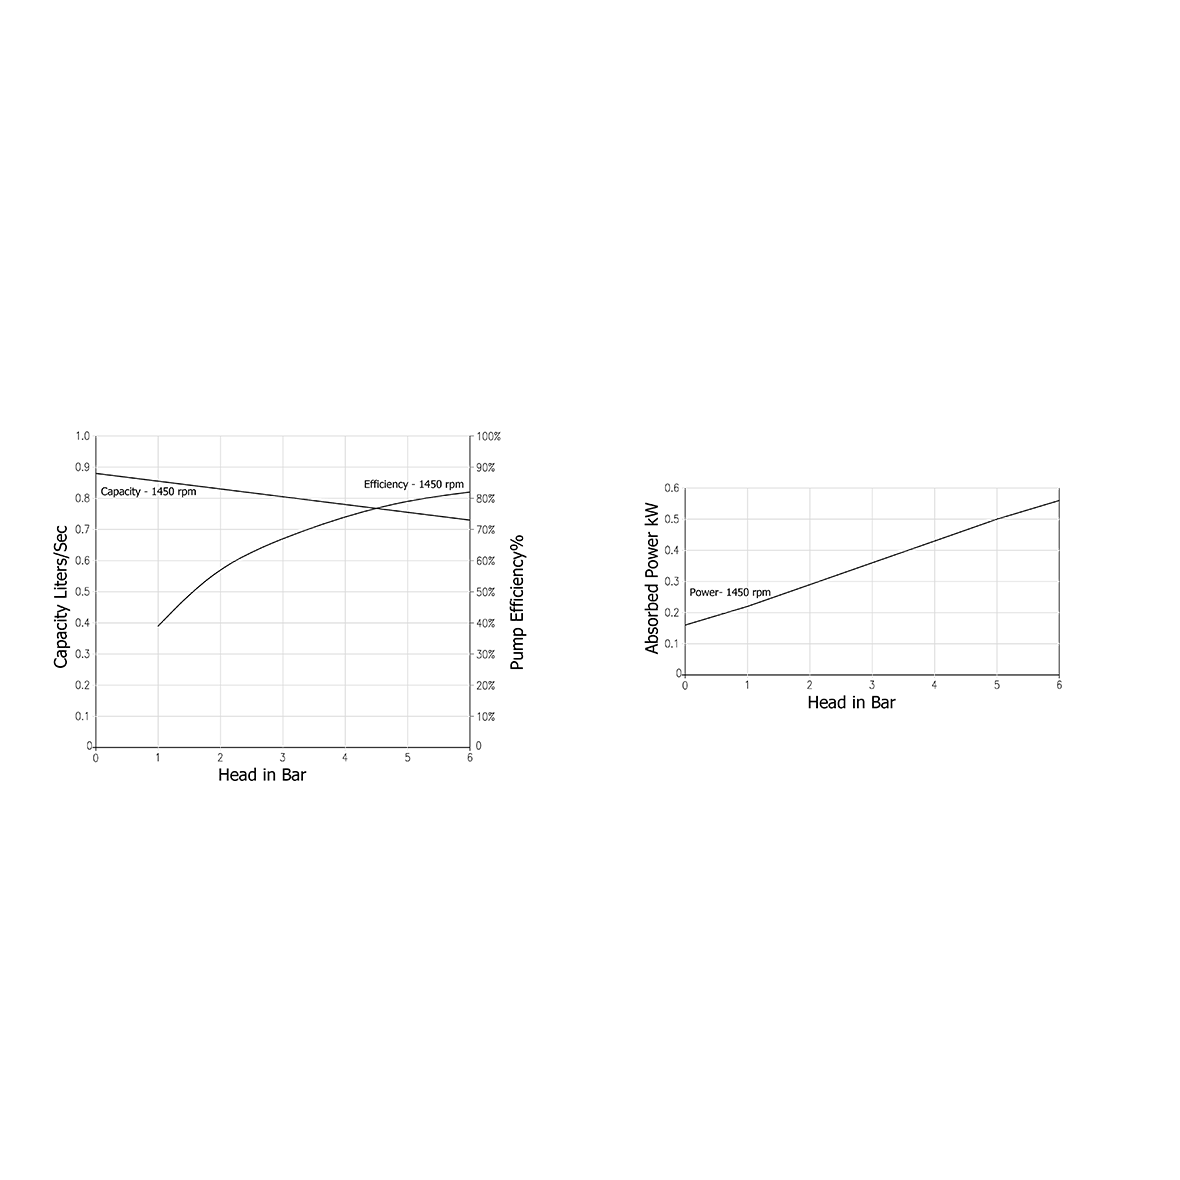 1.0
0.9
0.8
0.7
0.6
0.5
0.4
0.3
0.2
0.1
0
Capacity Liters/Sec
Capacity - 1450 rpm
Efficiency - 1450 rpm
100%
90%
80%
70%
60%
50%
40%
30%
20%
10%
0
Pump Efficiency%
0 1 2 3 4 5 6
Head in Bar
0.6
0.5
0.4
0.3
0.2
0.1
0
Absorbed Power kW
Power- 1450 rpm
0 1 2 3 4 5 6
Head in Bar